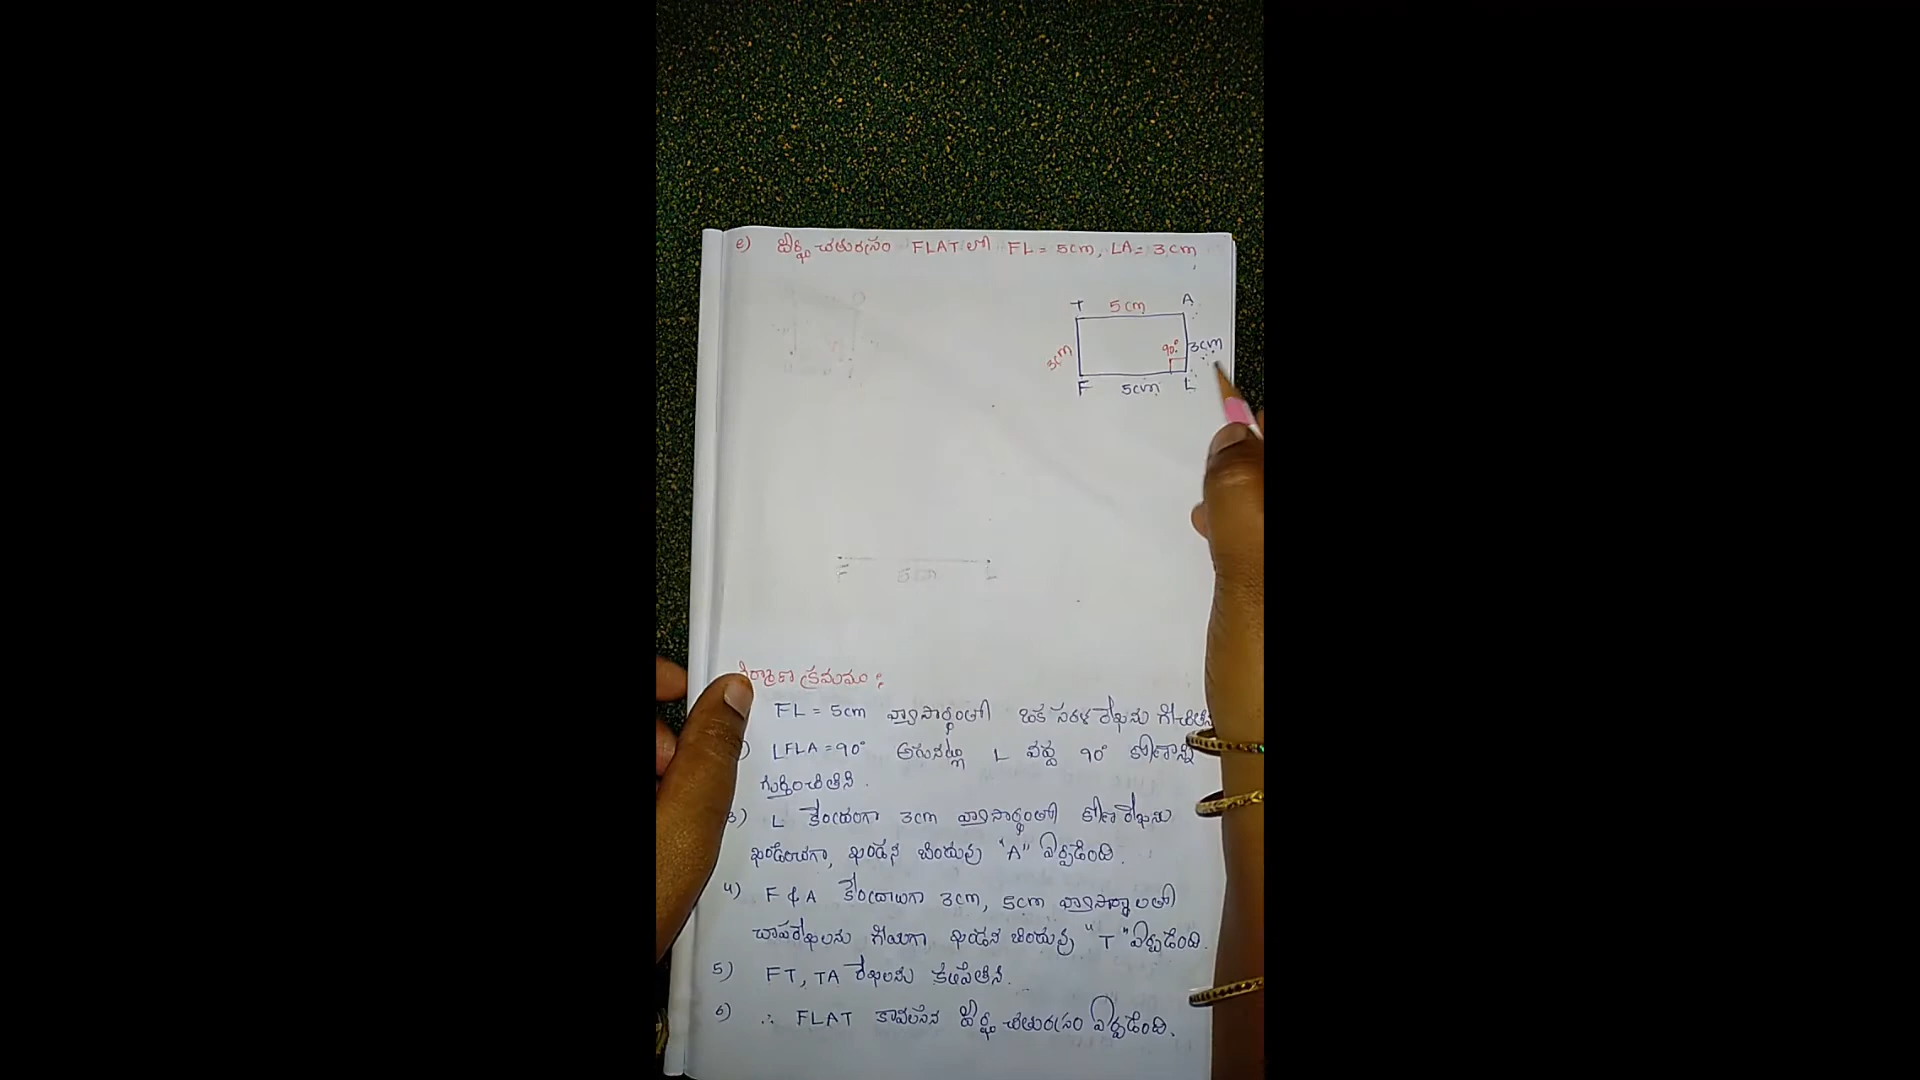 e) దీర్ఘ చతురస్రం FLAT లో FL = 5cm, LA = 3cm,
T 5cm A
3cm 90° 3cm
F 5cm L
F 5cm L
నిర్మాణ క్రమము :
FL = 5cm వ్యాసార్థంతో ఒక సరళ రేఖను గీచితిని
) ∠FLA = 90° అగునట్లు L వద్ద 90° కోణాన్ని
గుర్తించితిని.
3) L కేంద్రంగా 3cm వ్యాసార్థంతో కోణ రేఖను
ఖండించగా, ఖండన బిందువు "A" ఏర్పడింది.
4) F & A కేంద్రాలుగా 3cm, 5cm వ్యాసార్థాలతో
చాపరేఖలను గీయగా ఖండన బిందువు "T" ఏర్పడింది.
5) FT, TA రేఖలను కలిపితిని.
6) ∴ FLAT కావలసిన దీర్ఘ చతురస్రం ఏర్పడింది.